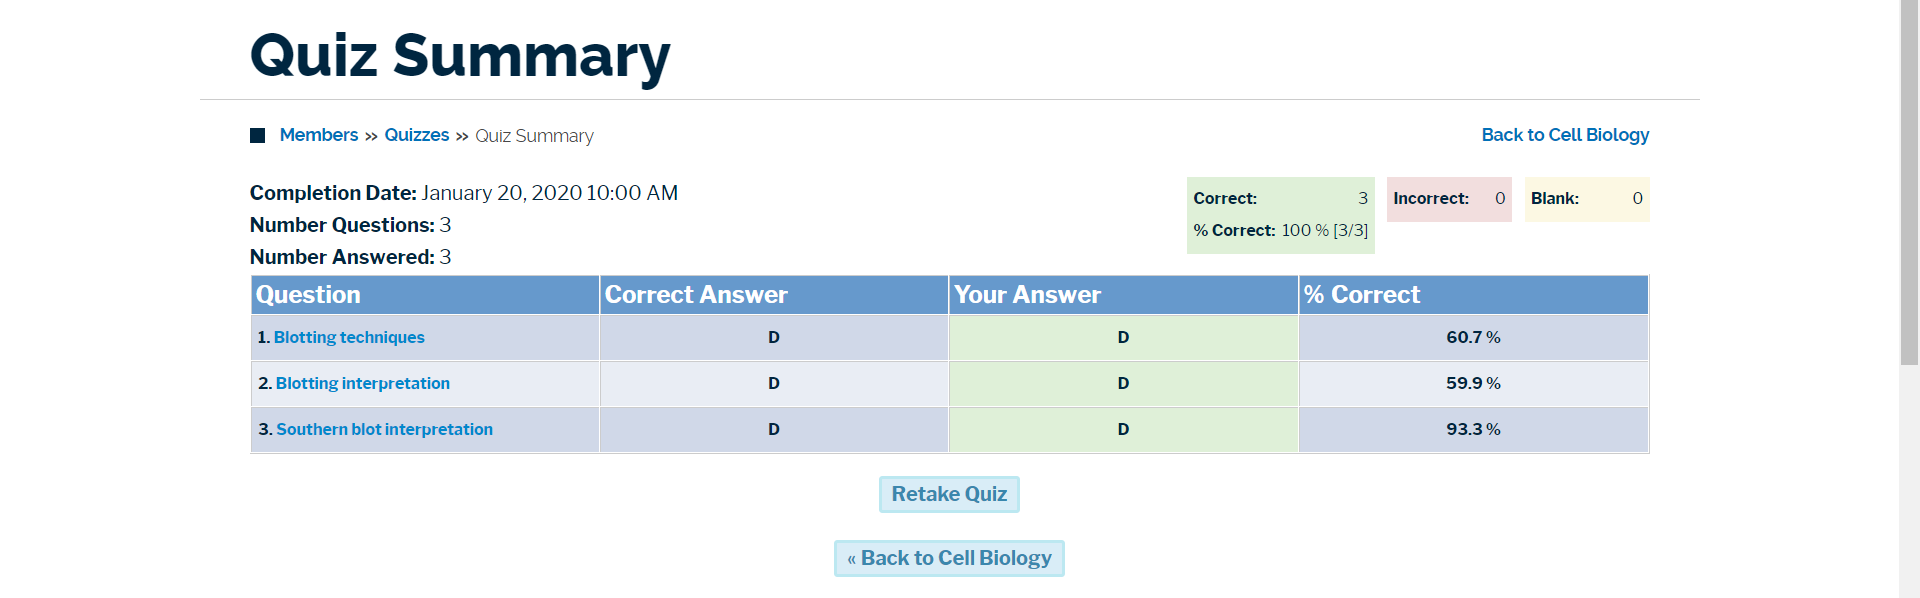 Quiz Summary
Members » Quizzes » Quiz Summary
Back to Cell Biology
Completion Date: January 20, 2020 10:00 AM
Number Questions: 3
Number Answered: 3
Correct: 3
% Correct: 100 % [3/3]
Incorrect: 0
Blank: 0
Question Correct Answer Your Answer % Correct
1. Blotting techniques D D 60.7 %
2. Blotting interpretation D D 59.9 %
3. Southern blot interpretation D D 93.3 %
Retake Quiz
« Back to Cell Biology